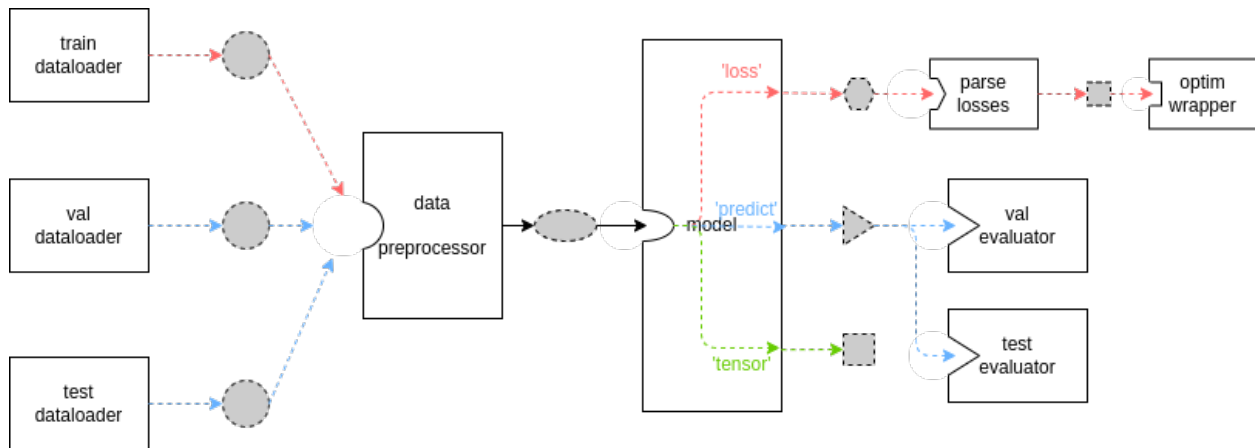 train
dataloader
val
dataloader
test
dataloader
data
preprocessor
model
'loss'
'predict'
'tensor'
parse
losses
optim
wrapper
val
evaluator
test
evaluator